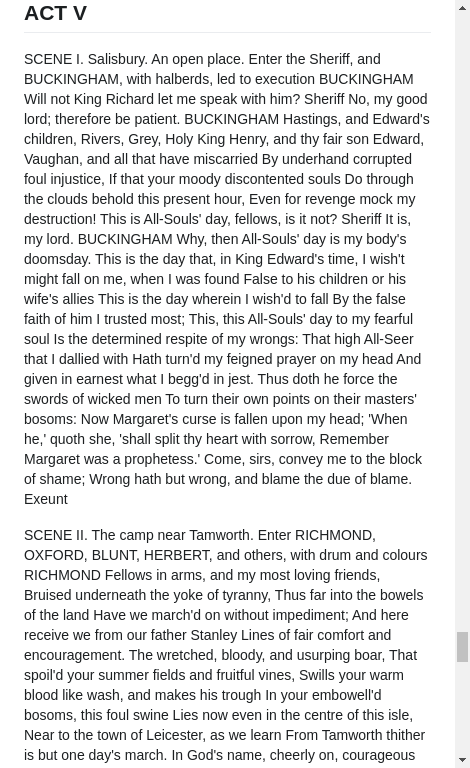 ACT V
SCENE I. Salisbury. An open place. Enter the Sheriff, and
BUCKINGHAM, with halberds, led to execution BUCKINGHAM
Will not King Richard let me speak with him? Sheriff No, my good
lord; therefore be patient. BUCKINGHAM Hastings, and Edward's
children, Rivers, Grey, Holy King Henry, and thy fair son Edward,
Vaughan, and all that have miscarried By underhand corrupted
foul injustice, If that your moody discontented souls Do through
the clouds behold this present hour, Even for revenge mock my
destruction! This is All-Souls' day, fellows, is it not? Sheriff It is,
my lord. BUCKINGHAM Why, then All-Souls' day is my body's
doomsday. This is the day that, in King Edward's time, I wish't
might fall on me, when I was found False to his children or his
wife's allies This is the day wherein I wish'd to fall By the false
faith of him I trusted most; This, this All-Souls' day to my fearful
soul Is the determined respite of my wrongs: That high All-Seer
that I dallied with Hath turn'd my feigned prayer on my head And
given in earnest what I begg'd in jest. Thus doth he force the
swords of wicked men To turn their own points on their masters'
bosoms: Now Margaret's curse is fallen upon my head; 'When
he,' quoth she, 'shall split thy heart with sorrow, Remember
Margaret was a prophetess.' Come, sirs, convey me to the block
of shame; Wrong hath but wrong, and blame the due of blame.
Exeunt
SCENE II. The camp near Tamworth. Enter RICHMOND,
OXFORD, BLUNT, HERBERT, and others, with drum and colours
RICHMOND Fellows in arms, and my most loving friends,
Bruised underneath the yoke of tyranny, Thus far into the bowels
of the land Have we march'd on without impediment; And here
receive we from our father Stanley Lines of fair comfort and
encouragement. The wretched, bloody, and usurping boar, That
spoil'd your summer fields and fruitful vines, Swills your warm
blood like wash, and makes his trough In your embowell'd
bosoms, this foul swine Lies now even in the centre of this isle,
Near to the town of Leicester, as we learn From Tamworth thither
is but one day's march. In God's name, cheerly on, courageous